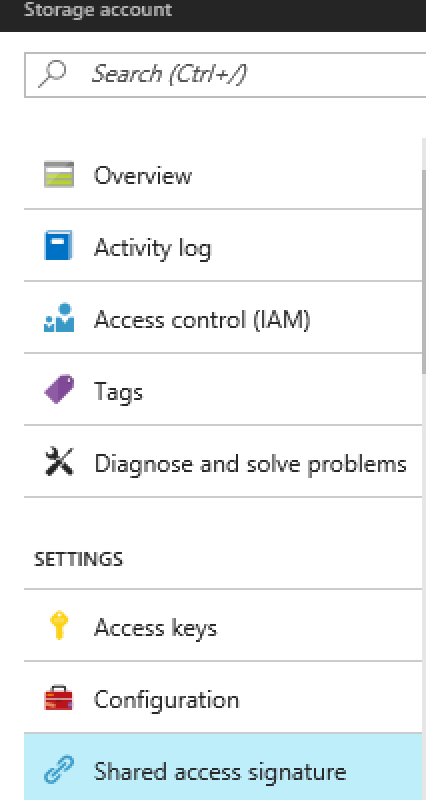 Storage account
Search (Ctrl+/)
Overview
Activity log
Access control (IAM)
Tags
Diagnose and solve problems
SETTINGS
Access keys
Configuration
Shared access signature